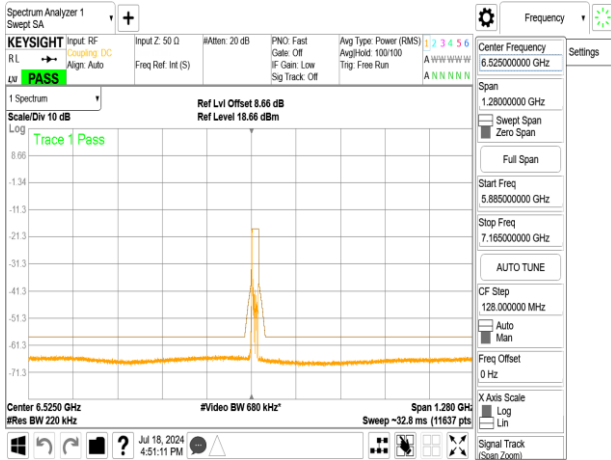 Spectrum Analyzer 1
Swept SA
+
Frequency
KEYSIGHT
RL
PASS
Input: RF
Coupling: DC
Align: Auto
Input Z: 50 Ω
Freq Ref: Int (S)
#Atten: 20 dB
PNO: Fast
Gate: Off
IF Gain: Low
Sig Track: Off
Avg Type: Power (RMS)
Avg|Hold: 100/100
Trig: Free Run
1 2 3 4 5 6
A W W W W W
A N N N N N
Settings
1 Spectrum
Scale/Div 10 dB
Ref Lvl Offset 8.66 dB
Ref Level 18.66 dBm
Log
Trace 1 Pass
8.66
-1.34
-11.3
-21.3
-31.3
-41.3
-51.3
-61.3
-71.3
Center 6.5250 GHz
#Res BW 220 kHz
#Video BW 680 kHz*
Span 1.280 GHz
Sweep ~32.8 ms (11637 pts
Center Frequency
6.525000000 GHz
Span
1.28000000 GHz
Swept Span
Zero Span
Full Span
Start Freq
5.885000000 GHz
Stop Freq
7.165000000 GHz
AUTO TUNE
CF Step
128.000000 MHz
Auto
Man
Freq Offset
0 Hz
X Axis Scale
Log
Lin
Signal Track
(Span Zoom)
?
Jul 18, 2024
4:51:11 PM